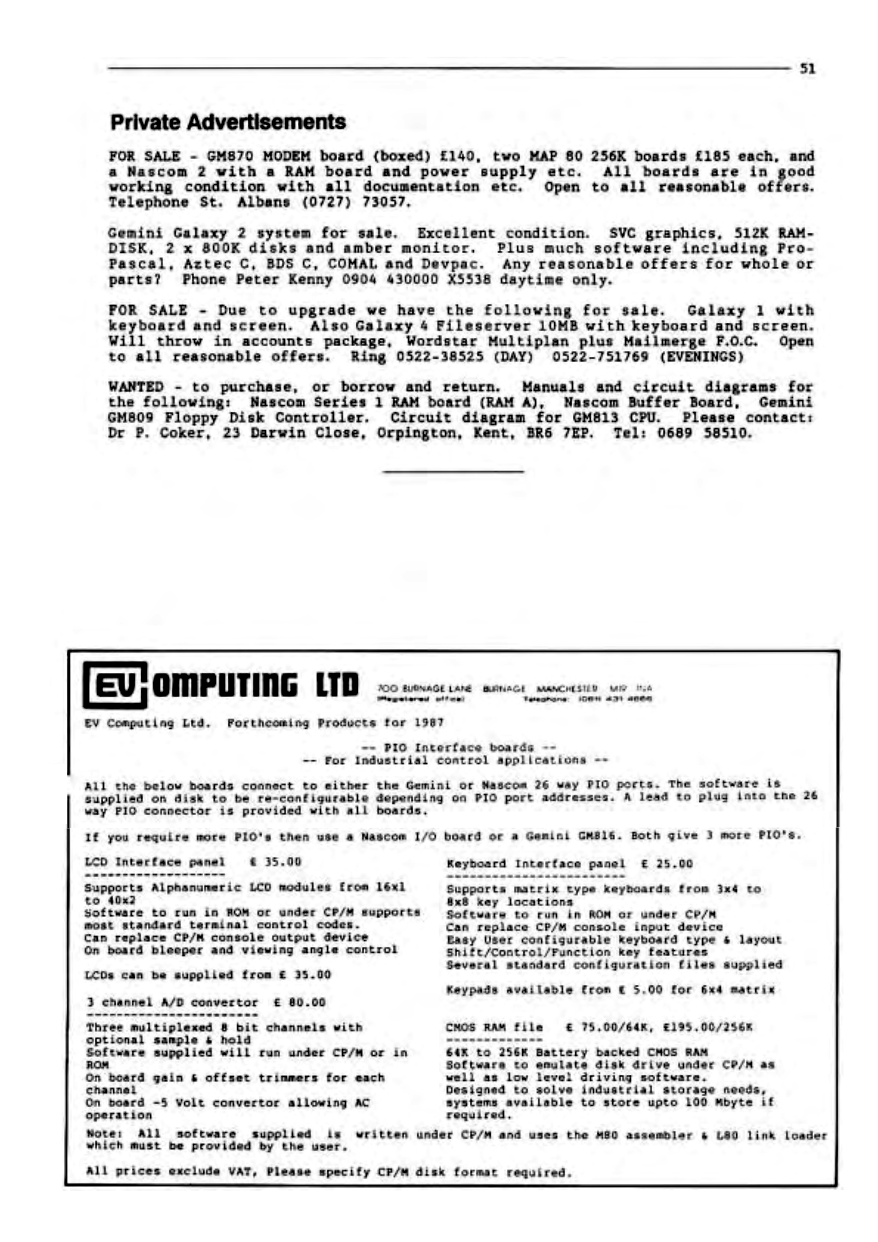 51
Private Advertisements
FOR SALE - GM870 MODEM board (boxed) £140, two MAP 80 256K boards £185 each, and
a Nascom 2 with a RAM board and power supply etc. All boards are in good
working condition with all documentation etc. Open to all reasonable offers.
Telephone St. Albans (0727) 73057.
Gemini Galaxy 2 system for sale. Excellent condition. SVC graphics, 512K RAM-
DISK, 2 x 800K disks and amber monitor. Plus much software including Pro-
Pascal, Aztec C, BDS C, COMAL and Devpac. Any reasonable offers for whole or
parts? Phone Peter Kenny 0904 430000 X5538 daytime only.
FOR SALE - Due to upgrade we have the following for sale. Galaxy 1 with
keyboard and screen. Also Galaxy 4 Fileserver 10MB with keyboard and screen.
Will throw in accounts package, Wordstar Multiplan plus Mailmerge F.O.C. Open
to all reasonable offers. Ring 0522-38525 (DAY) 0522-751769 (EVENINGS)
WANTED - to purchase, or borrow and return. Manuals and circuit diagrams for
the following: Nascom Series 1 RAM board (RAM A), Nascom Buffer Board, Gemini
GM809 Floppy Disk Controller. Circuit diagram for GM813 CPU. Please contact:
Dr P. Coker, 23 Darwin Close, Orpington, Kent, BR6 7EP. Tel: 0689 58510.
EV COMPUTING LTD
700 BURNAGE LANE BURNAGE MANCHESTER M19
(Registered office) Telephone:
EV Computing Ltd. Forthcoming Products for 1987
-- PIO Interface boards --
-- For Industrial control applications --
All the below boards connect to either the Gemini or Nascom 26 way PIO ports. The software is
supplied on disk to be re-configurable depending on PIO port addresses. A lead to plug into the 26
way PIO connector is provided with all boards.
If you require more PIO's then use a Nascom I/O board or a Gemini GM816. Both give 3 more PIO's.
LCD Interface panel £ 35.00
Supports Alphanumeric LCD modules from 16x1
to 40x2
Software to run in ROM or under CP/M supports
most standard terminal control codes.
Can replace CP/M console output device
On board bleeper and viewing angle control
LCDs can be supplied from £ 35.00
3 channel A/D convertor £ 80.00
Three multiplexed 8 bit channels with
optional sample & hold
Software supplied will run under CP/M or in
ROM
On board gain & offset trimmers for each
channel
On board -5 Volt convertor allowing AC
operation
Keyboard Interface panel £ 25.00
Supports matrix type keyboards from 3x4 to
8x8 key locations
Software to run in ROM or under CP/M
Can replace CP/M console input device
Easy User configurable keyboard type & layout
Shift/Control/Function key features
Several standard configuration files supplied
Keypads available from £ 5.00 for 6x4 matrix
CMOS RAM file £ 75.00/64K, £195.00/256K
64K to 256K Battery backed CMOS RAM
Software to emulate disk drive under CP/M as
well as low level driving software.
Designed to solve industrial storage needs,
systems available to store upto 100 Mbyte if
required.
Note: All software supplied is written under CP/M and uses the M80 assembler & L80 link loader
which must be provided by the user.
All prices exclude VAT, Please specify CP/M disk format required.